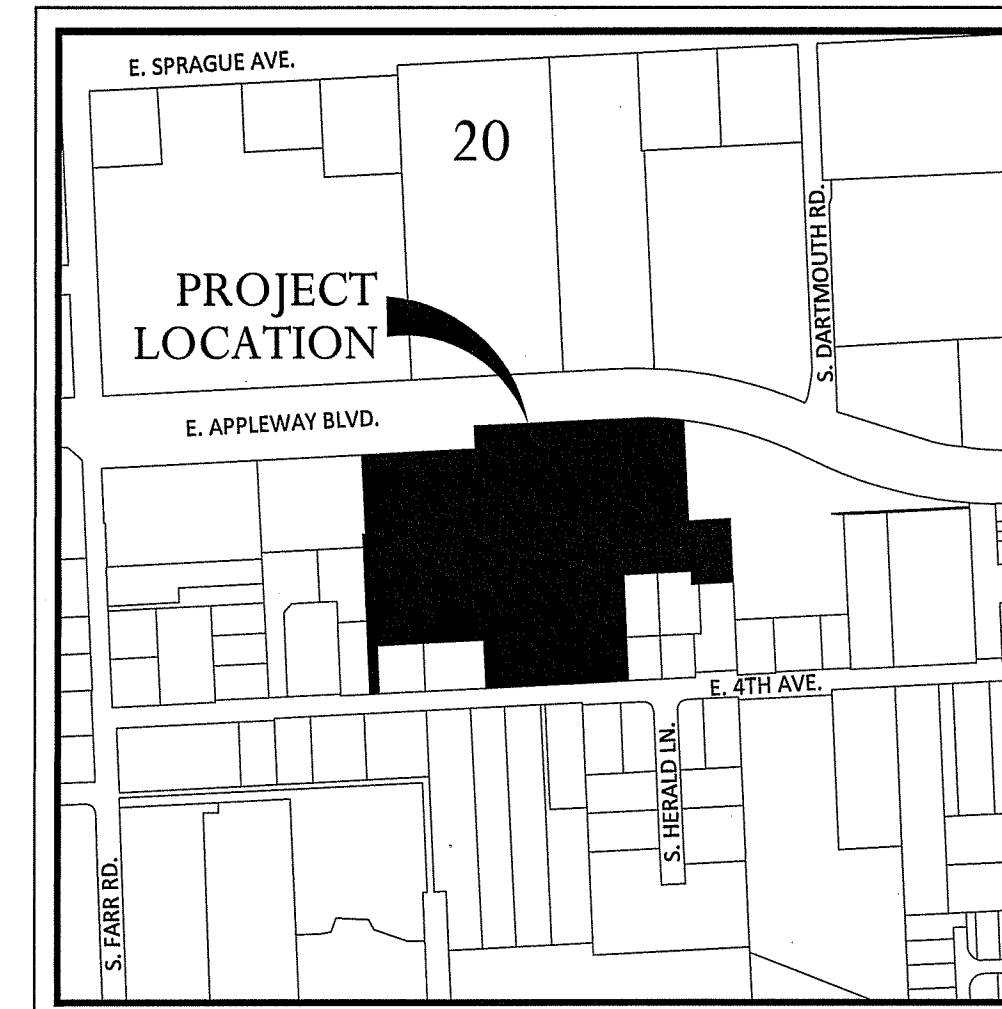 E. SPRAGUE AVE.
20
S. DARTMOUTH RD.
PROJECT
LOCATION
E. APPLEWAY BLVD.
E. 4TH AVE.
S. HERALD LN.
S. FARR RD.